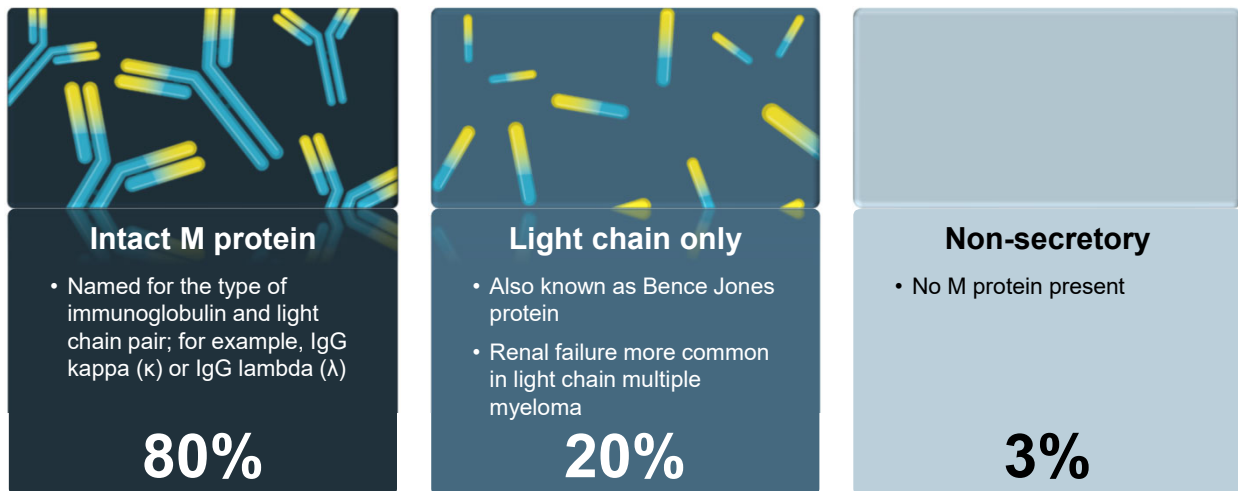 Intact M protein
• Named for the type of
immunoglobulin and light
chain pair; for example, IgG
kappa (κ) or IgG lambda (λ)
80%
Light chain only
• Also known as Bence Jones
protein
• Renal failure more common
in light chain multiple
myeloma
20%
Non-secretory
• No M protein present
3%